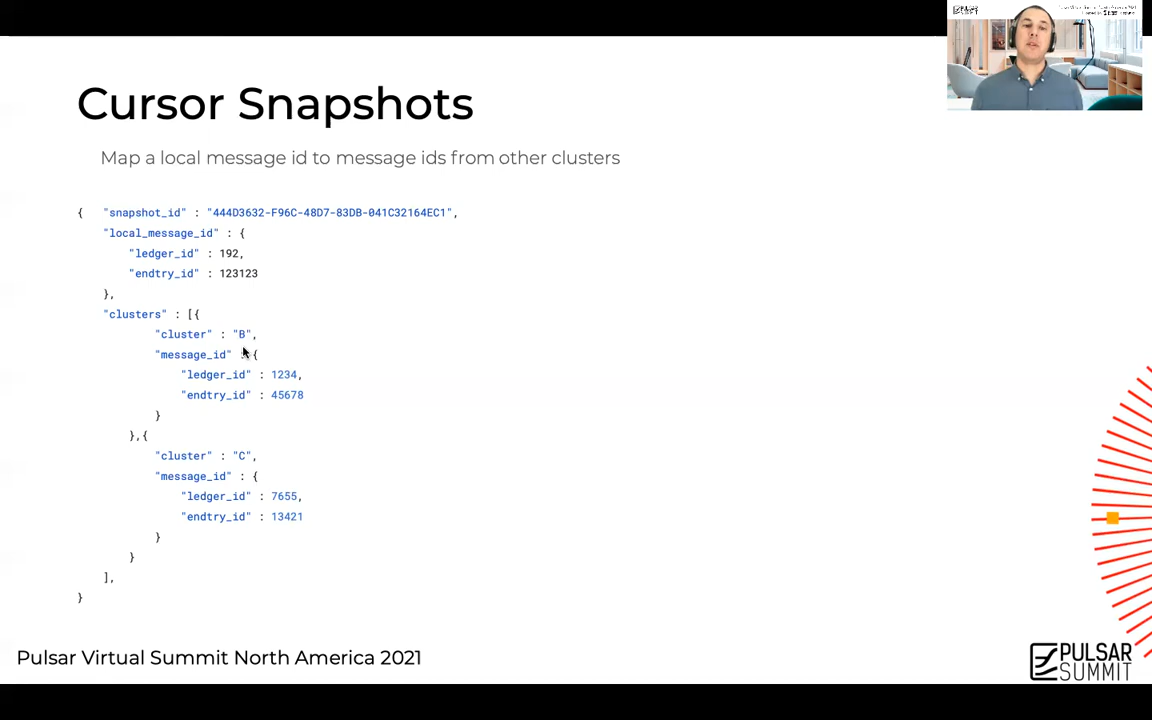 Cursor Snapshots
Map a local message id to message ids from other clusters
{ "snapshot_id" : "444D3632-F96C-48D7-83DB-041C32164EC1",
"local_message_id" : {
"ledger_id" : 192,
"endtry_id" : 123123
},
"clusters" : [{
"cluster" : "B",
"message_id" : {
"ledger_id" : 1234,
"endtry_id" : 45678
}
},{
"cluster" : "C",
"message_id" : {
"ledger_id" : 7655,
"endtry_id" : 13421
}
}
],
}
Pulsar Virtual Summit North America 2021
PULSAR
SUMMIT